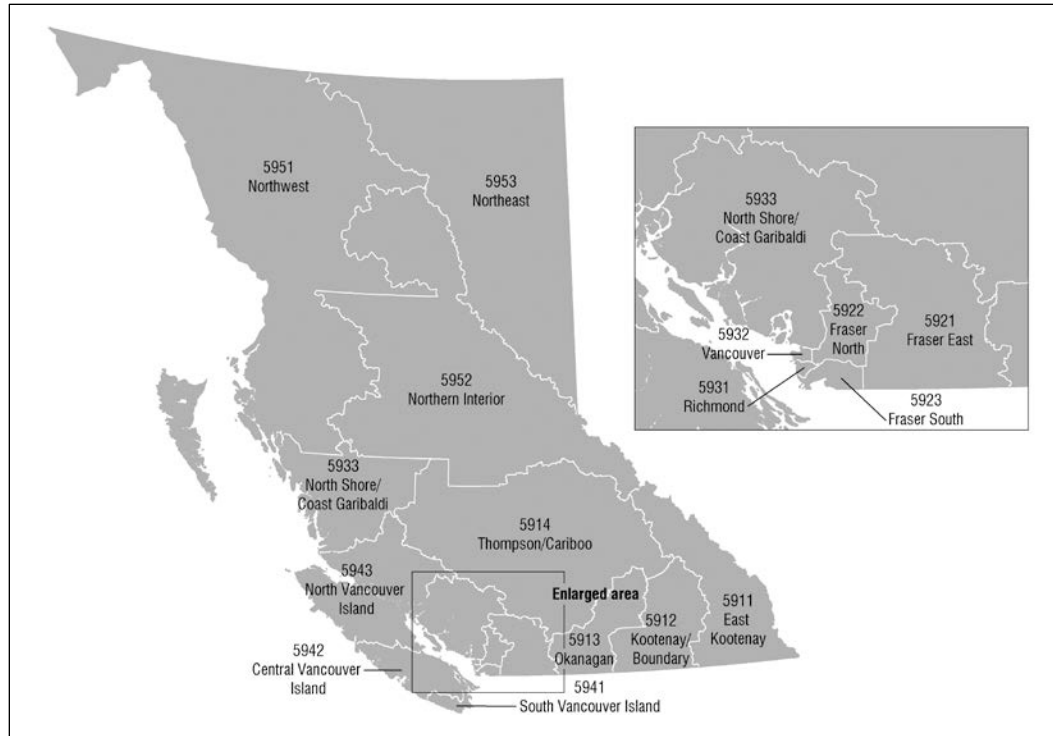 5951
Northwest
5953
Northeast
5952
Northern Interior
5933
North Shore/
Coast Garibaldi
5914
Thompson/Cariboo
5943
North Vancouver
Island
Enlarged area
5913
Okanagan
5912
Kootenay/
Boundary
5911
East
Kootenay
5942
Central Vancouver
Island
5941
South Vancouver Island
5933
North Shore/
Coast Garibaldi
5932
Vancouver
5922
Fraser
North
5921
Fraser East
5931
Richmond
5923
Fraser South